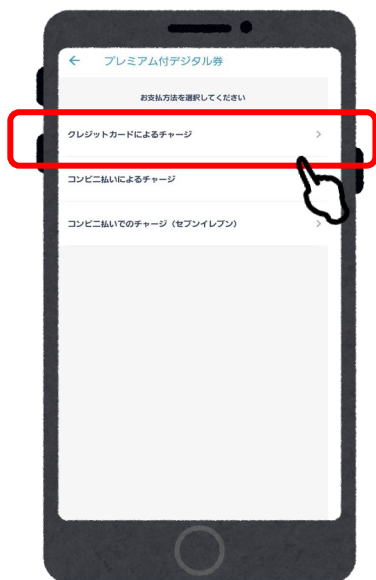 ← プレミアム付デジタル券
お支払方法を選択してください
クレジットカードによるチャージ >
コンビニ払いによるチャージ
コンビニ払いでのチャージ（セブンイレブン） >